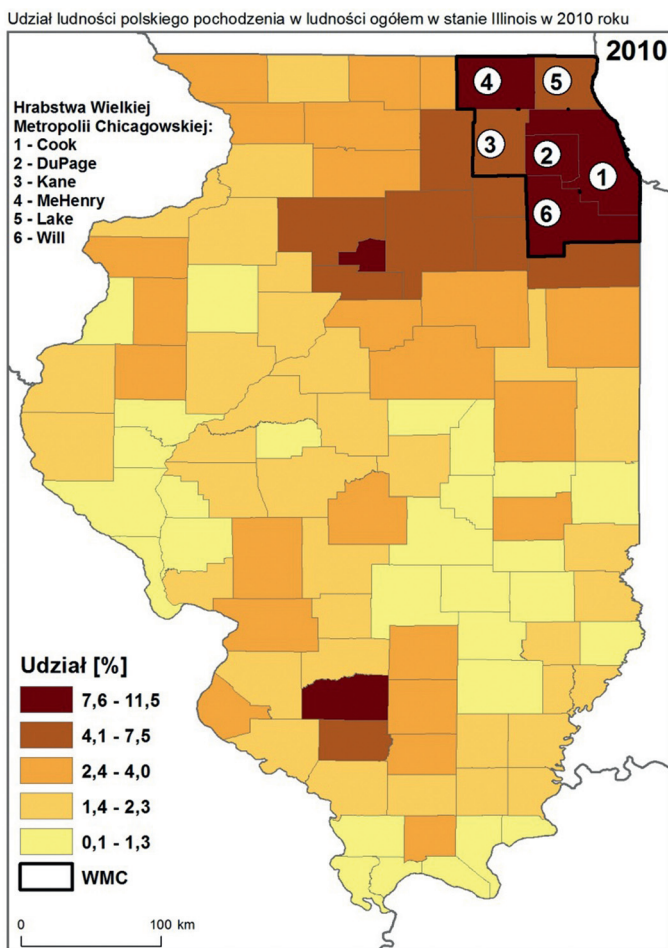 Udział ludności polskiego pochodzenia w ludności ogółem w stanie Illinois w 2010 roku
2010
Hrabstwa Wielkiej
Metropolii Chicagowskiej:
1 - Cook
2 - DuPage
3 - Kane
4 - MeHenry
5 - Lake
6 - Will
4
5
3
2
1
6
Udział [%]
7,6 - 11,5
4,1 - 7,5
2,4 - 4,0
1,4 - 2,3
0,1 - 1,3
WMC
0 100 km